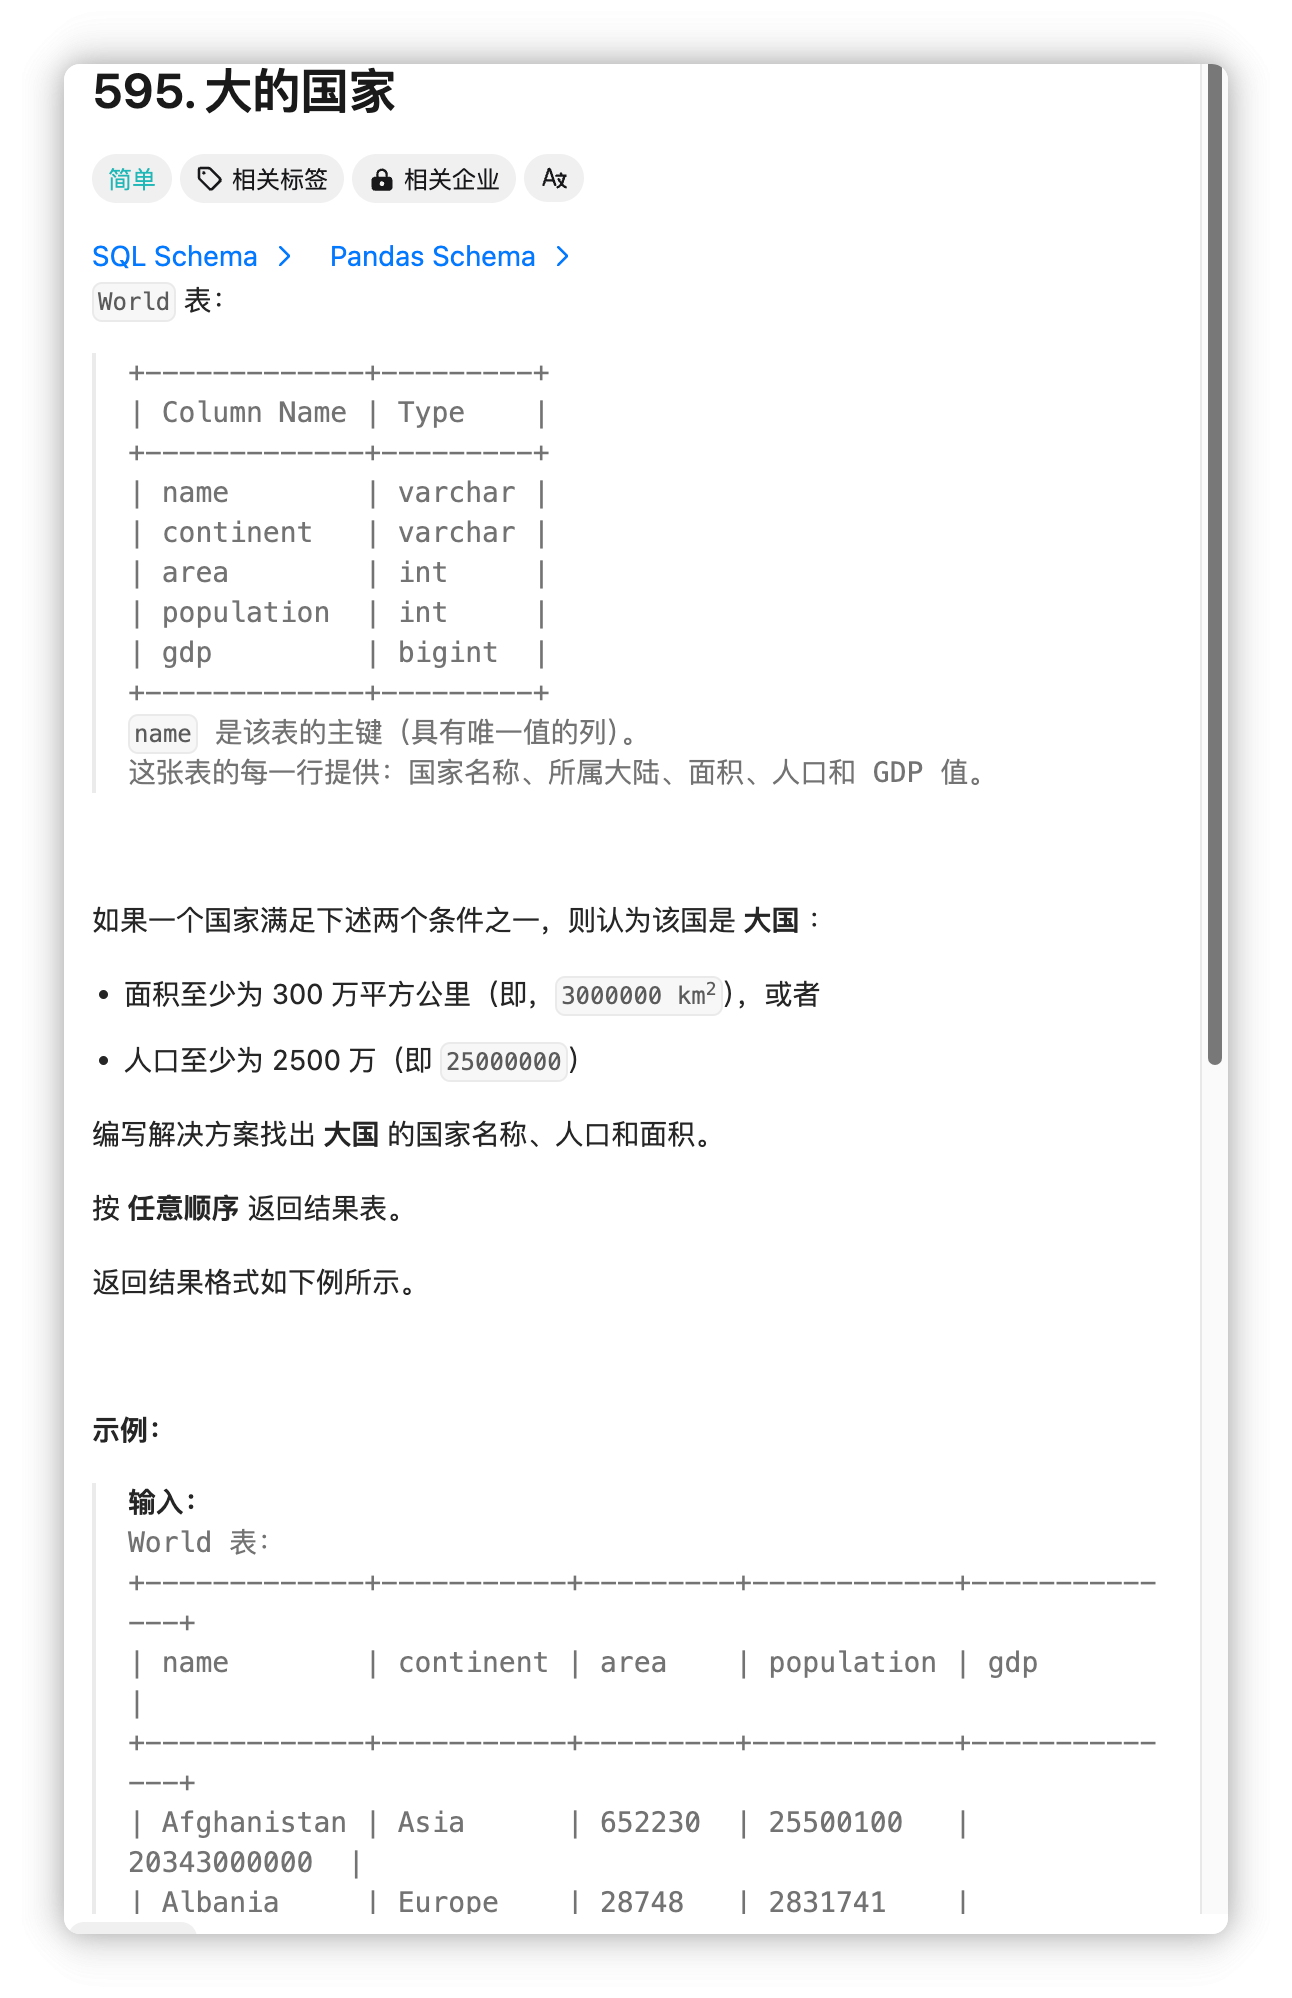 595. 大的国家
简单 相关标签 相关企业
SQL Schema > Pandas Schema >
World 表：
+-------------+---------+
| Column Name | Type    |
+-------------+---------+
| name        | varchar |
| continent   | varchar |
| area        | int     |
| population  | int     |
| gdp         | bigint  |
+-------------+---------+
name 是该表的主键（具有唯一值的列）。
这张表的每一行提供：国家名称、所属大陆、面积、人口和 GDP 值。
如果一个国家满足下述两个条件之一，则认为该国是 大国 ：
• 面积至少为 300 万平方公里（即，3000000 km²），或者
• 人口至少为 2500 万（即 25000000）
编写解决方案找出 大国 的国家名称、人口和面积。
按 任意顺序 返回结果表。
返回结果格式如下例所示。
示例：
输入：
World 表：
+-------------+-----------+---------+------------+-----------
---+
| name        | continent | area    | population | gdp
|
+-------------+-----------+---------+------------+-----------
---+
| Afghanistan | Asia      | 652230  | 25500100   |
20343000000  |
| Albania     | Europe    | 28748   | 2831741    |